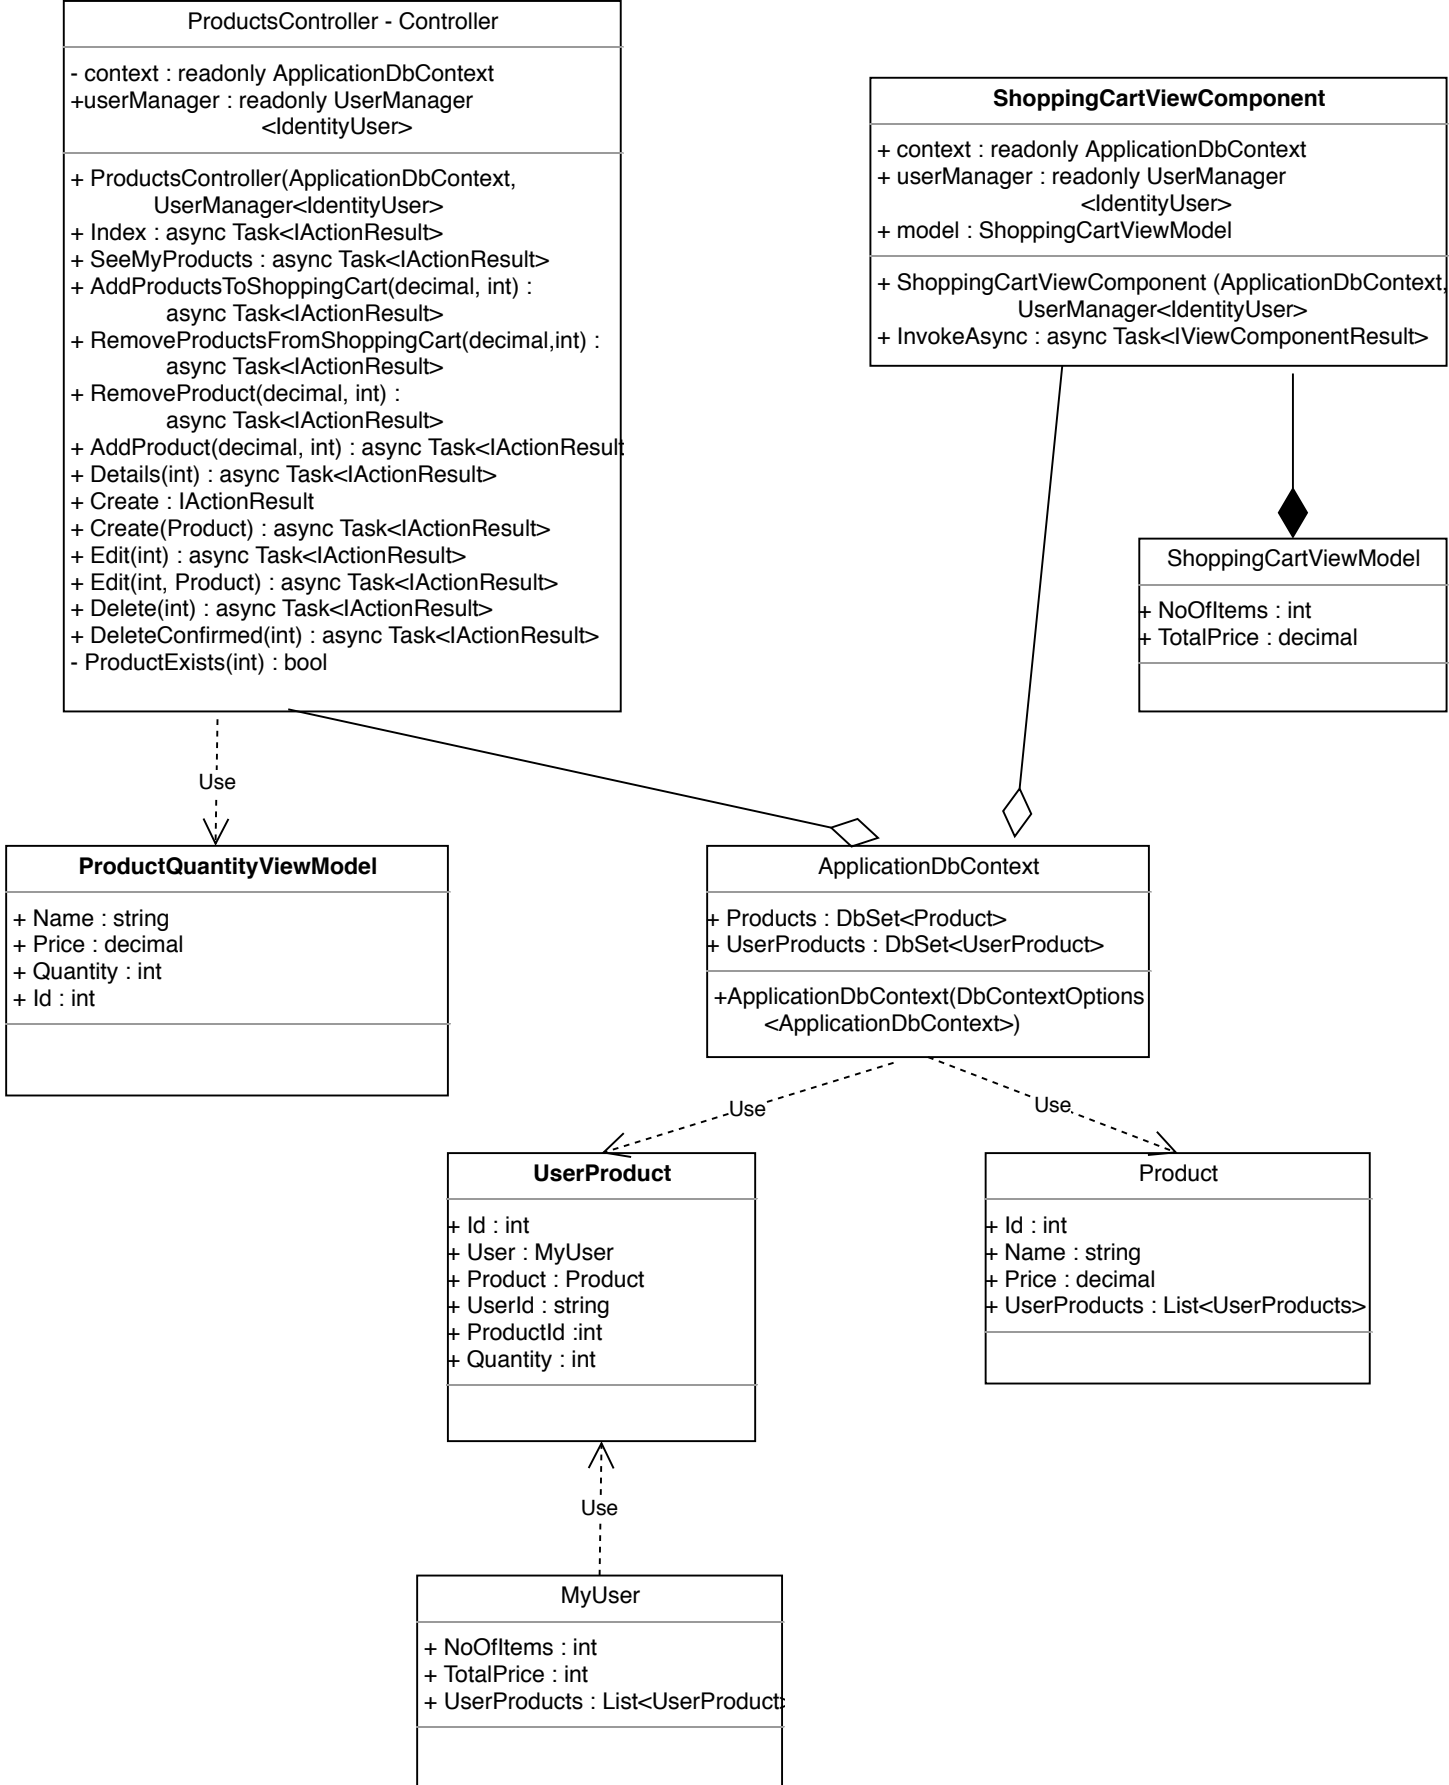 ProductsController - Controller
- context : readonly ApplicationDbContext
+userManager : readonly UserManager
<IdentityUser>
+ ProductsController(ApplicationDbContext,
UserManager<IdentityUser>
+ Index : async Task<IActionResult>
+ SeeMyProducts : async Task<IActionResult>
+ AddProductsToShoppingCart(decimal, int) :
async Task<IActionResult>
+ RemoveProductsFromShoppingCart(decimal,int) :
async Task<IActionResult>
+ RemoveProduct(decimal, int) :
async Task<IActionResult>
+ AddProduct(decimal, int) : async Task<IActionResult
+ Details(int) : async Task<IActionResult>
+ Create : IActionResult
+ Create(Product) : async Task<IActionResult>
+ Edit(int) : async Task<IActionResult>
+ Edit(int, Product) : async Task<IActionResult>
+ Delete(int) : async Task<IActionResult>
+ DeleteConfirmed(int) : async Task<IActionResult>
- ProductExists(int) : bool
ShoppingCartViewComponent
+ context : readonly ApplicationDbContext
+ userManager : readonly UserManager
<IdentityUser>
+ model : ShoppingCartViewModel
+ ShoppingCartViewComponent (ApplicationDbContext,
UserManager<IdentityUser>
+ InvokeAsync : async Task<IViewComponentResult>
ShoppingCartViewModel
+ NoOfItems : int
+ TotalPrice : decimal
Use
ProductQuantityViewModel
+ Name : string
+ Price : decimal
+ Quantity : int
+ Id : int
ApplicationDbContext
+ Products : DbSet<Product>
+ UserProducts : DbSet<UserProduct>
+ApplicationDbContext(DbContextOptions
<ApplicationDbContext>)
Use
Use
UserProduct
+ Id : int
+ User : MyUser
+ Product : Product
+ UserId : string
+ ProductId :int
+ Quantity : int
Product
+ Id : int
+ Name : string
+ Price : decimal
+ UserProducts : List<UserProducts>
Use
MyUser
+ NoOfItems : int
+ TotalPrice : int
+ UserProducts : List<UserProduct>